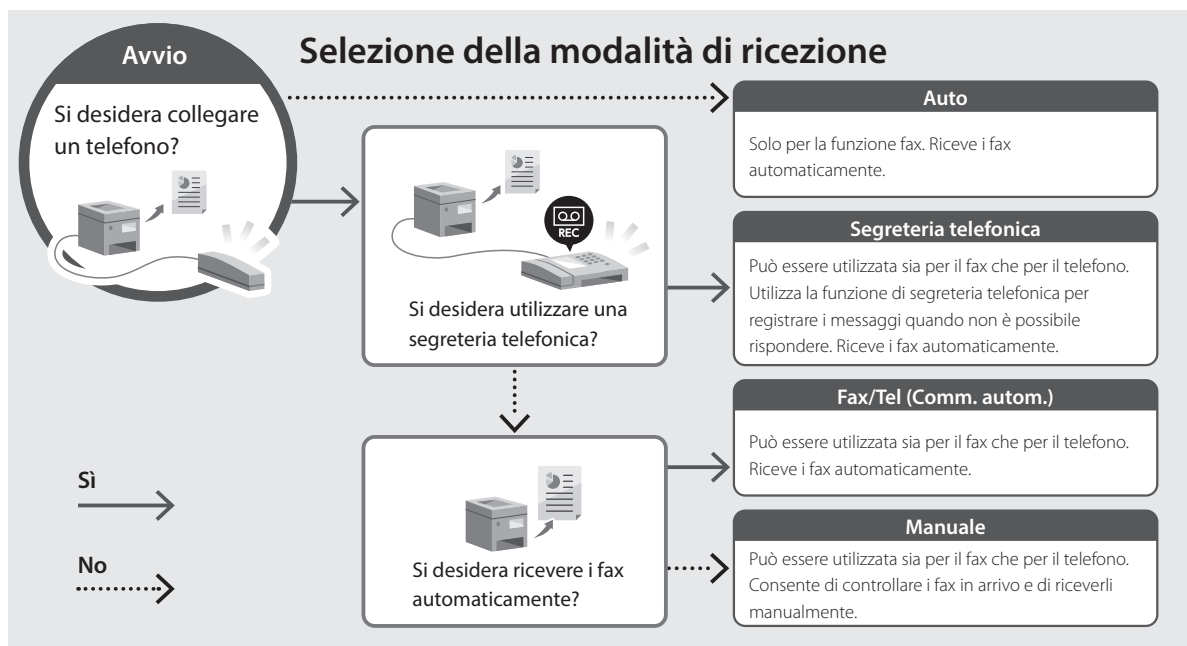 Selezione della modalità di ricezione
Avvio
Si desidera collegare
un telefono?
REC
Si desidera utilizzare una
segreteria telefonica?
Si desidera ricevere i fax
automaticamente?
Sì
No
Auto
Solo per la funzione fax. Riceve i fax
automaticamente.
Segreteria telefonica
Può essere utilizzata sia per il fax che per il telefono.
Utilizza la funzione di segreteria telefonica per
registrare i messaggi quando non è possibile
rispondere. Riceve i fax automaticamente.
Fax/Tel (Comm. autom.)
Può essere utilizzata sia per il fax che per il telefono.
Riceve i fax automaticamente.
Manuale
Può essere utilizzata sia per il fax che per il telefono.
Consente di controllare i fax in arrivo e di riceverli
manualmente.